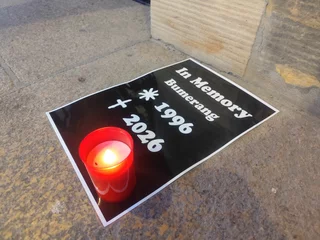 In Memory
Bumerang
* 1996
† 2026